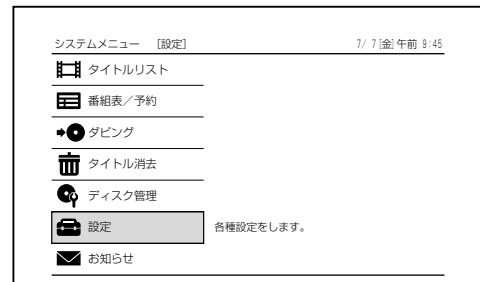 システムメニュー [設定] 7/ 7[金]午前 9:45
タイトルリスト
番組表／予約
ダビング
タイトル消去
ディスク管理
設定 各種設定をします。
お知らせ